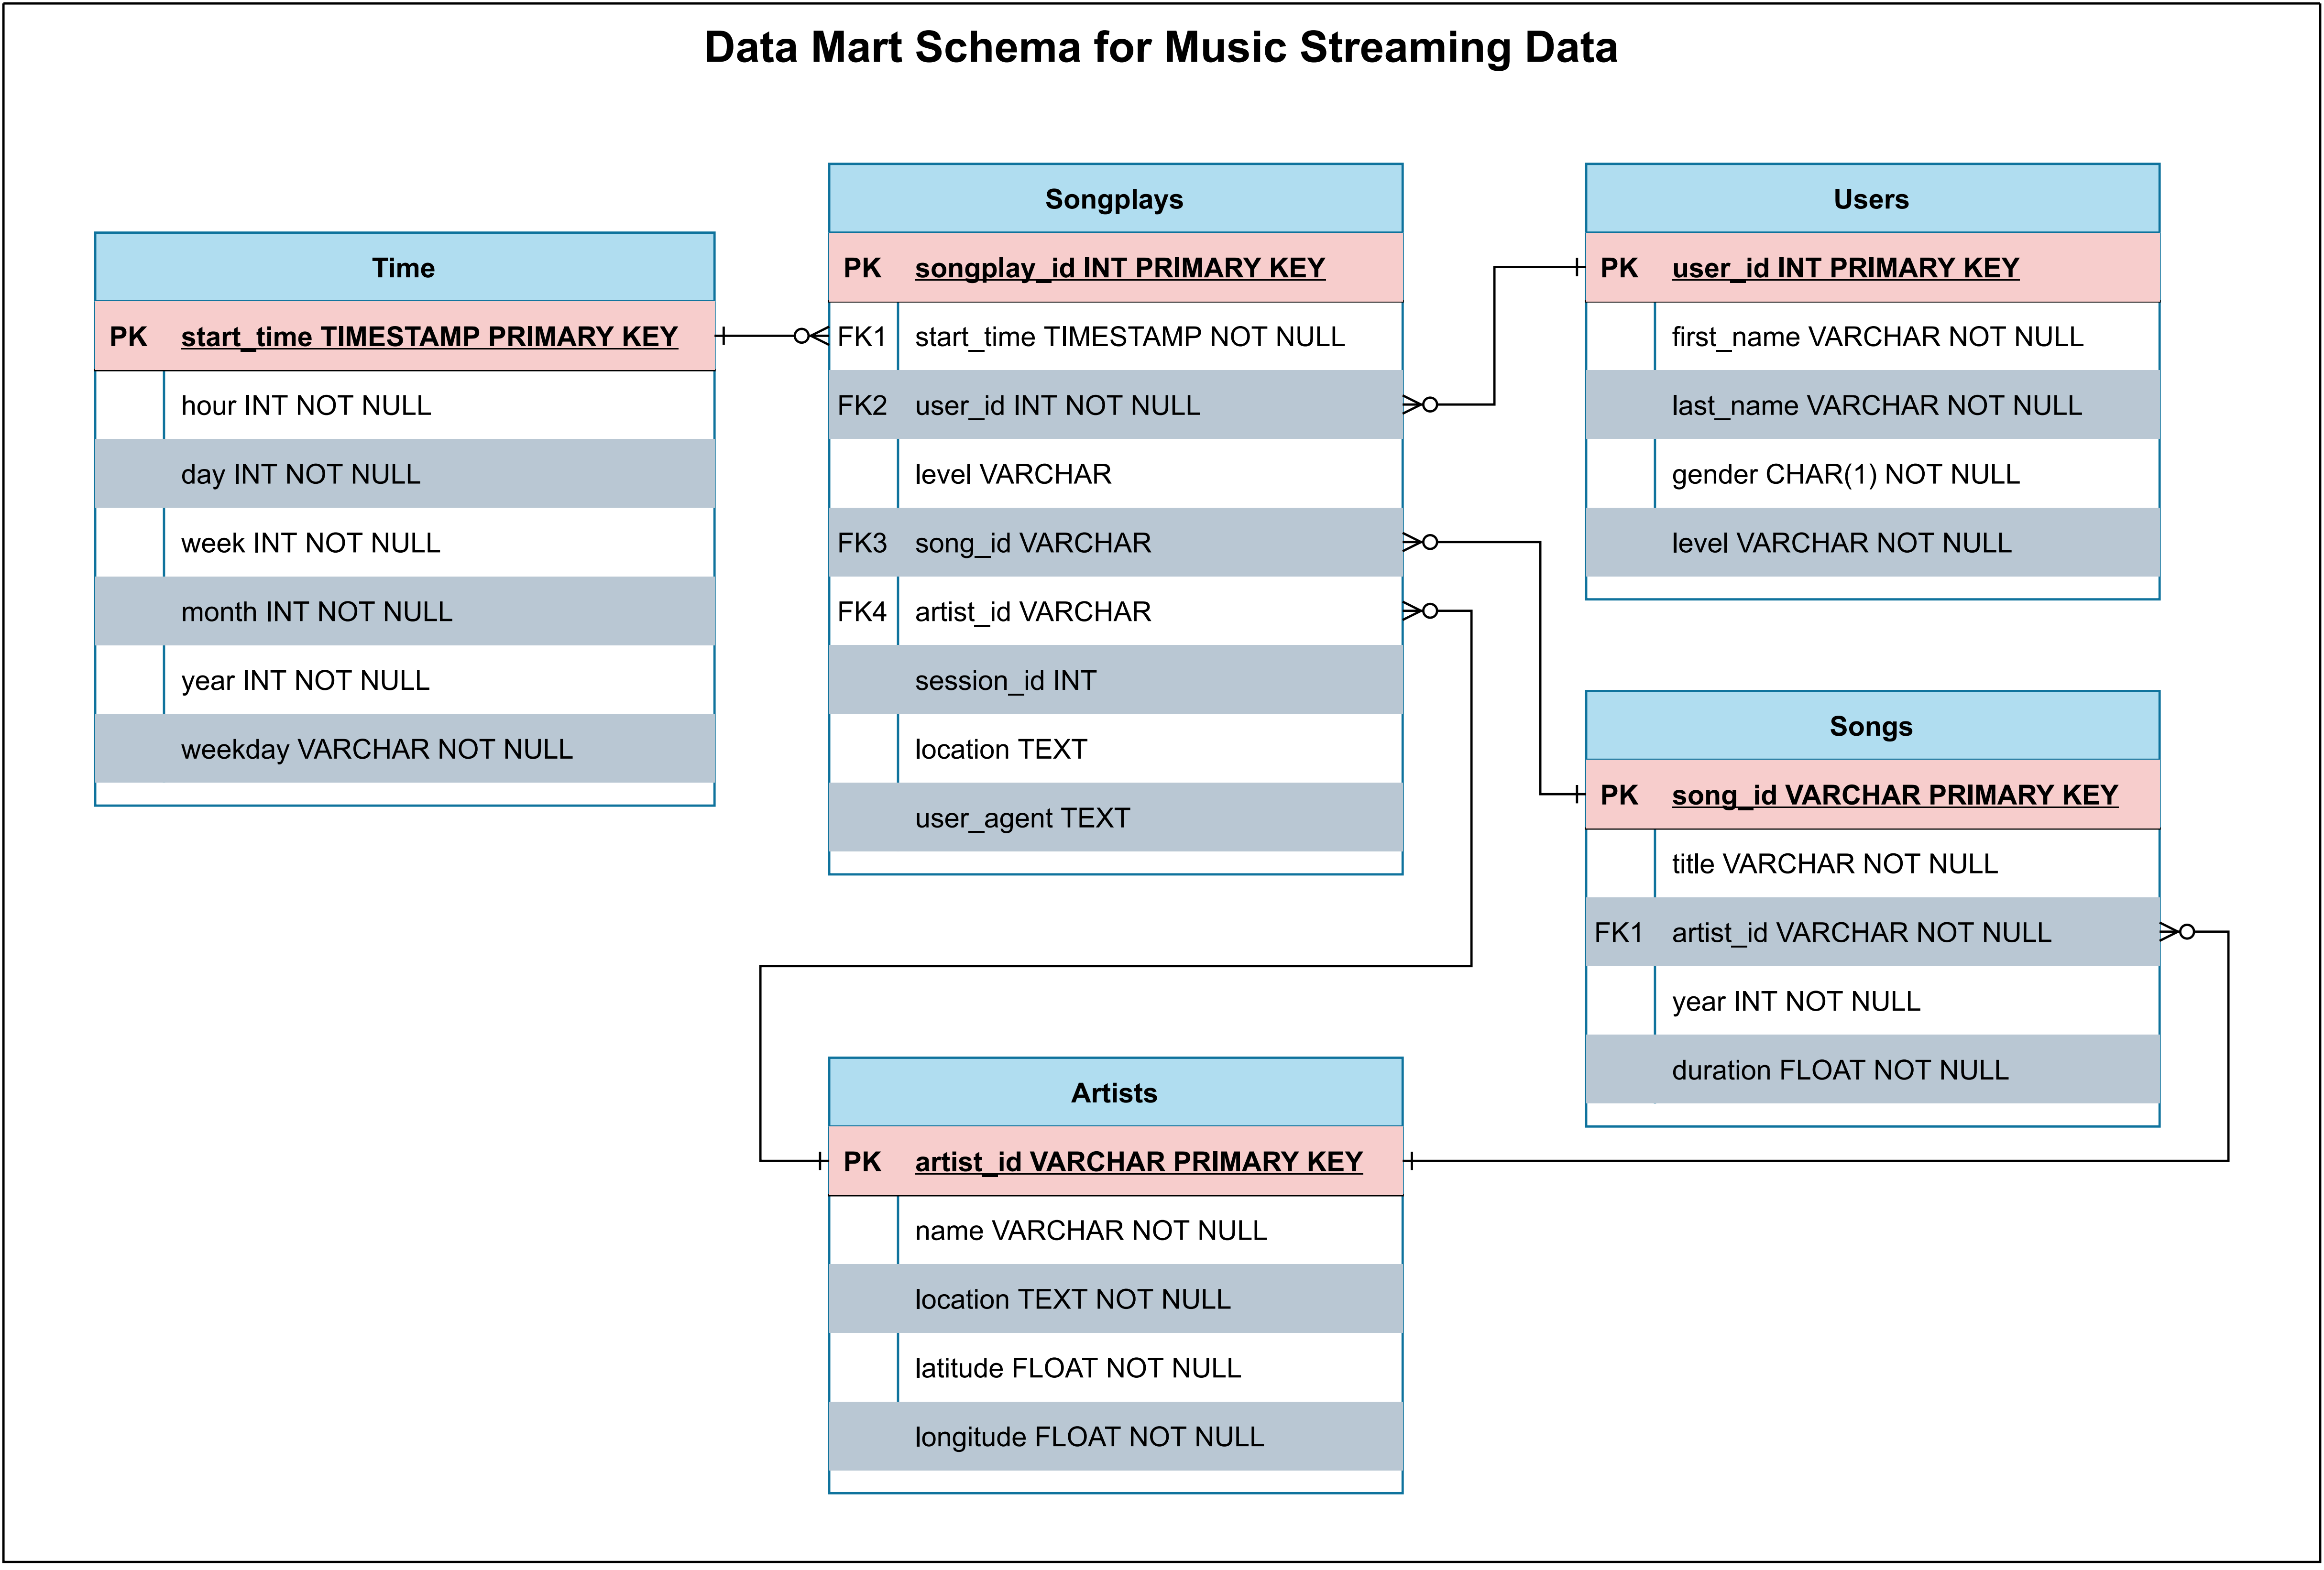 Data Mart Schema for Music Streaming Data
Time
PK start_time TIMESTAMP PRIMARY KEY
hour INT NOT NULL
day INT NOT NULL
week INT NOT NULL
month INT NOT NULL
year INT NOT NULL
weekday VARCHAR NOT NULL
Songplays
PK songplay_id INT PRIMARY KEY
FK1 start_time TIMESTAMP NOT NULL
FK2 user_id INT NOT NULL
level VARCHAR
FK3 song_id VARCHAR
FK4 artist_id VARCHAR
session_id INT
location TEXT
user_agent TEXT
Users
PK user_id INT PRIMARY KEY
first_name VARCHAR NOT NULL
last_name VARCHAR NOT NULL
gender CHAR(1) NOT NULL
level VARCHAR NOT NULL
Songs
PK song_id VARCHAR PRIMARY KEY
title VARCHAR NOT NULL
FK1 artist_id VARCHAR NOT NULL
year INT NOT NULL
duration FLOAT NOT NULL
Artists
PK artist_id VARCHAR PRIMARY KEY
name VARCHAR NOT NULL
location TEXT NOT NULL
latitude FLOAT NOT NULL
longitude FLOAT NOT NULL